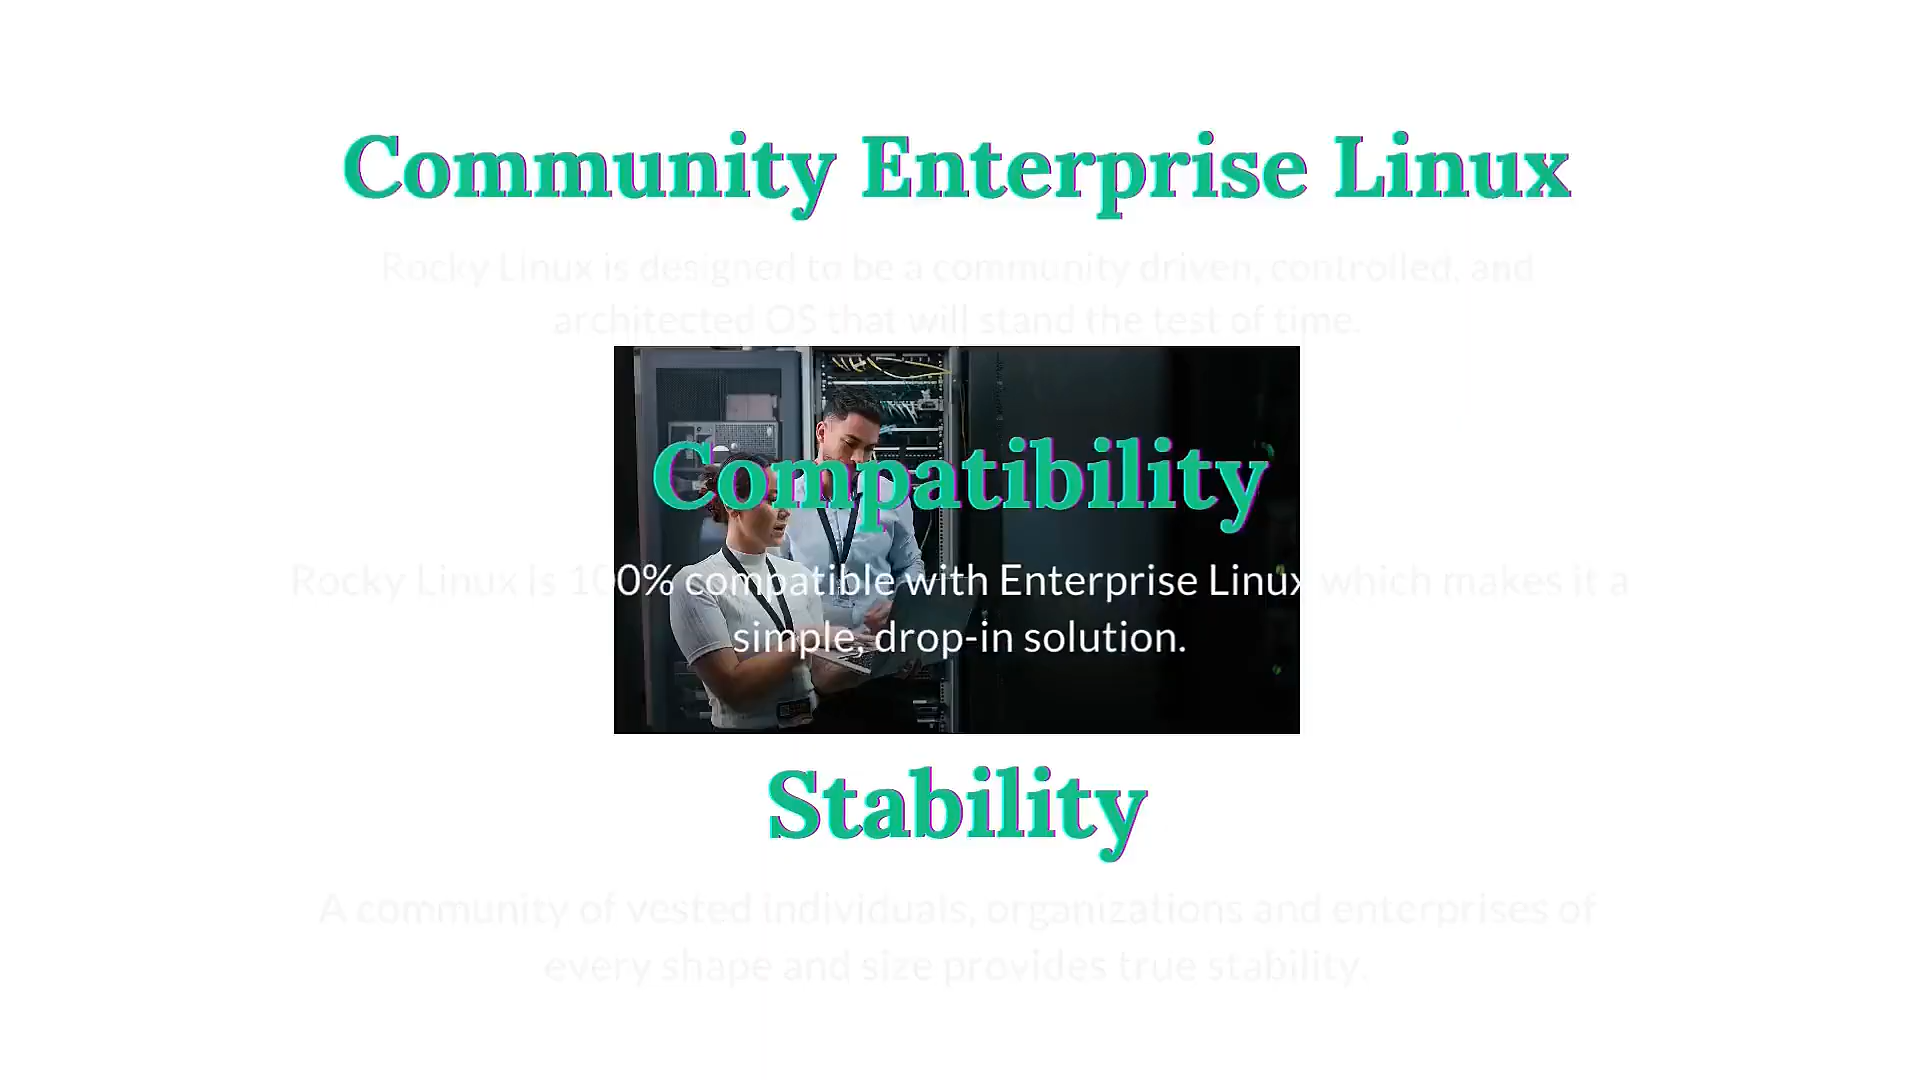 Community Enterprise Linux
Rocky Linux is designed to be a community driven, controlled, and
architected OS that will stand the test of time.
Compatibility
Rocky Linux is 100% compatible with Enterprise Linux which makes it a
simple, drop-in solution.
Stability
A community of vested individuals, organizations and enterprises of
every shape and size provides true stability.